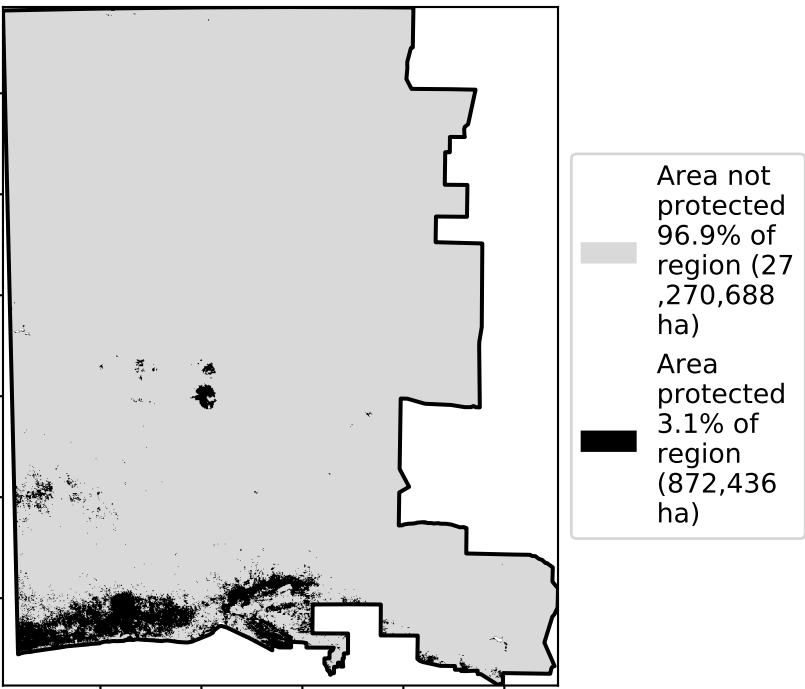 Area not
protected
96.9% of
region (27
,270,688
ha)
Area
protected
3.1% of
region
(872,436
ha)